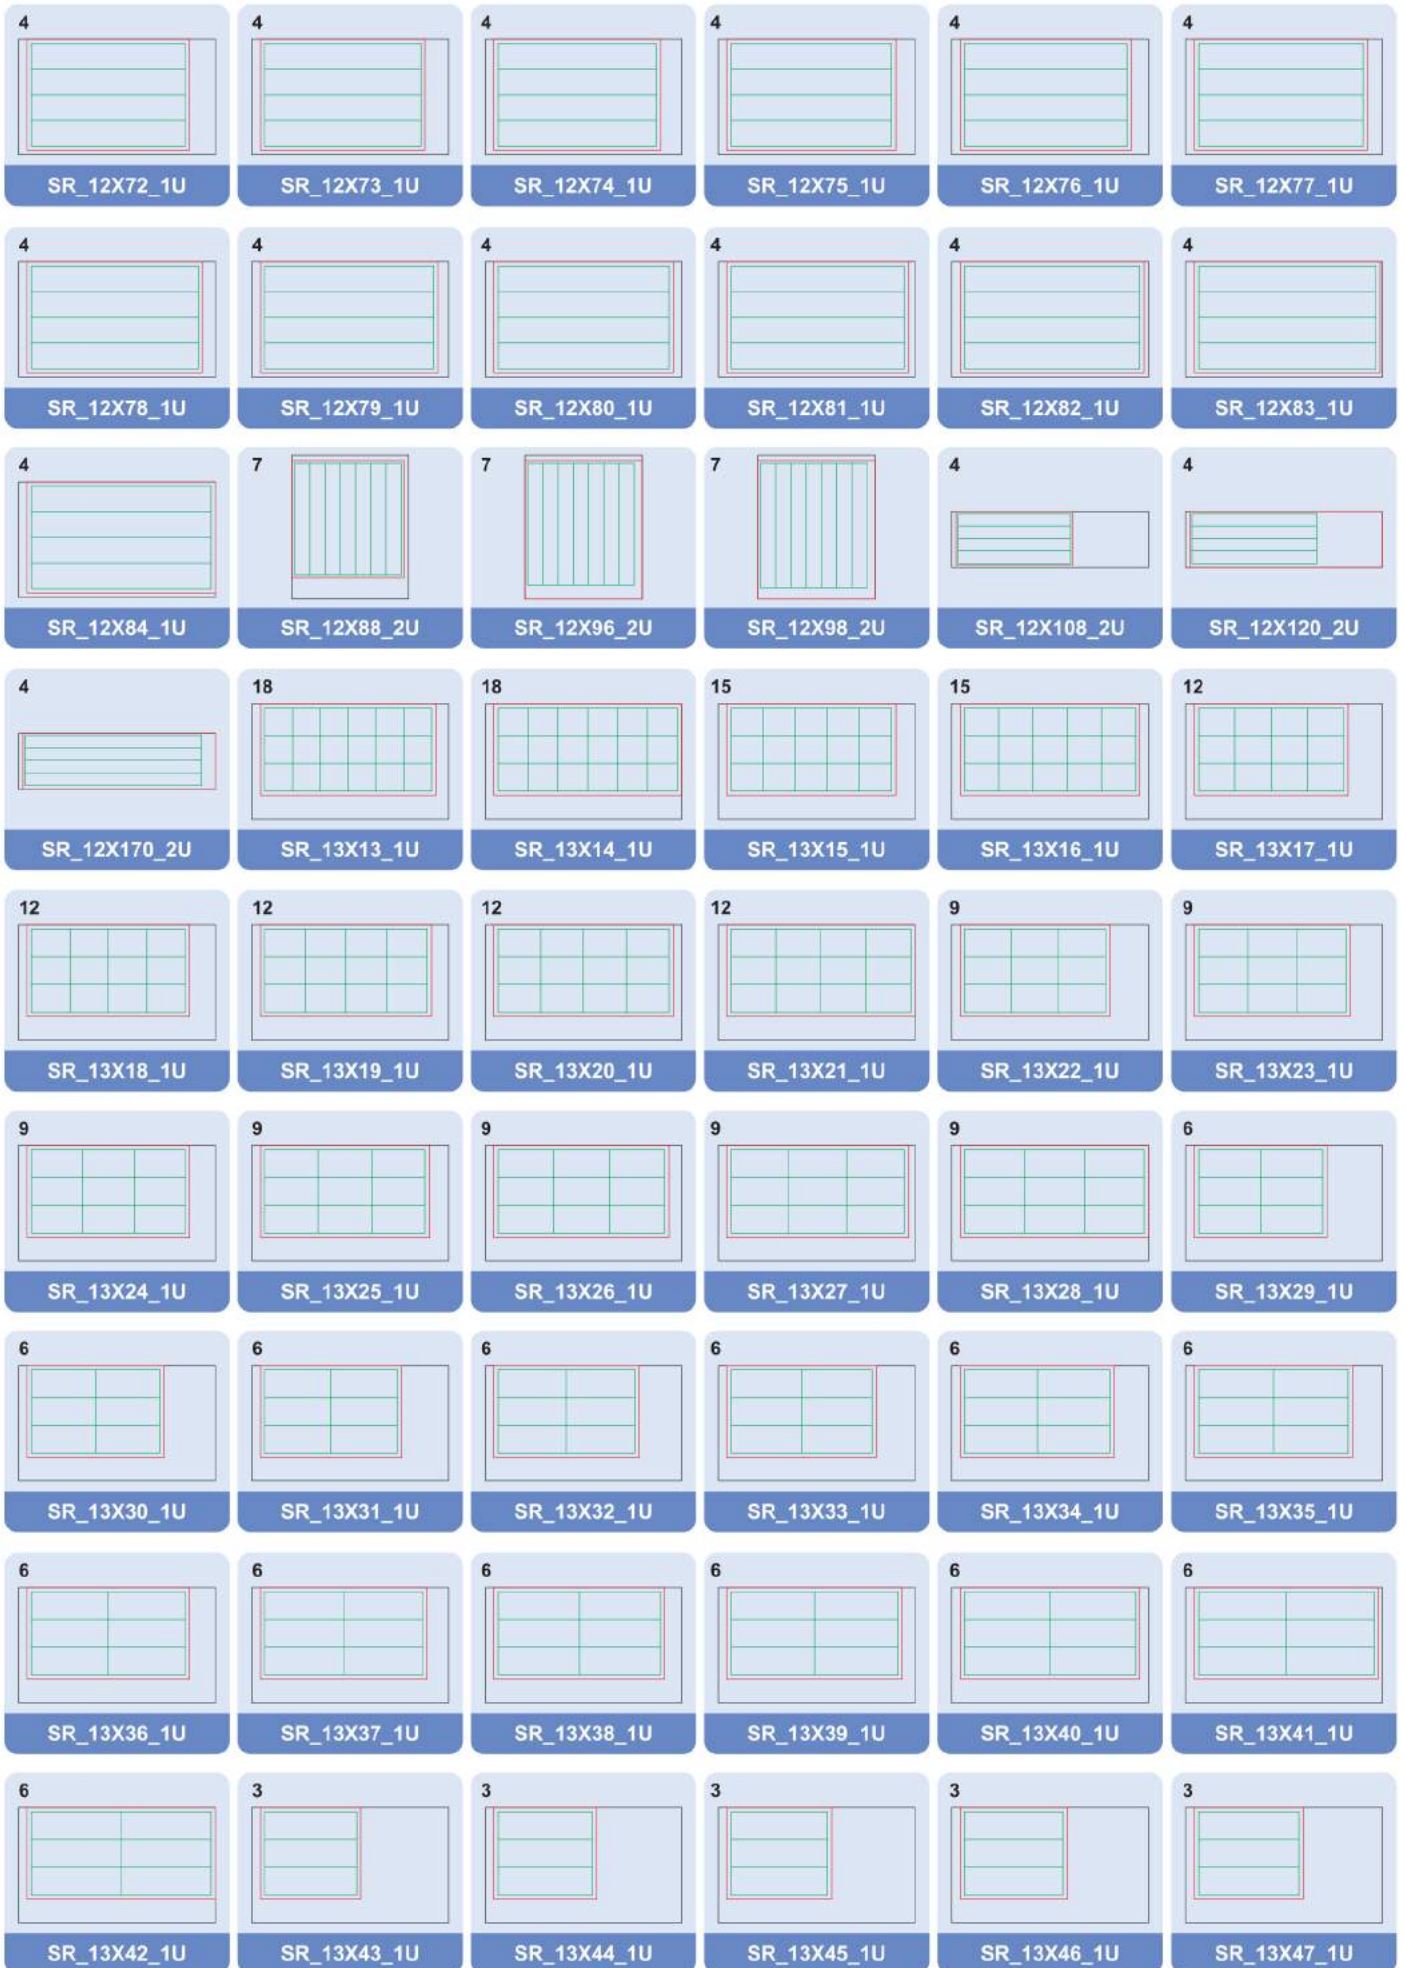 4 4 4 4 4 4
SR_12X72_1U SR_12X73_1U SR_12X74_1U SR_12X75_1U SR_12X76_1U SR_12X77_1U
4 4 4 4 4 4
SR_12X78_1U SR_12X79_1U SR_12X80_1U SR_12X81_1U SR_12X82_1U SR_12X83_1U
4 7 7 7 4 4
SR_12X84_1U SR_12X88_2U SR_12X96_2U SR_12X98_2U SR_12X108_2U SR_12X120_2U
4 18 18 15 15 12
SR_12X170_2U SR_13X13_1U SR_13X14_1U SR_13X15_1U SR_13X16_1U SR_13X17_1U
12 12 12 12 9 9
SR_13X18_1U SR_13X19_1U SR_13X20_1U SR_13X21_1U SR_13X22_1U SR_13X23_1U
9 9 9 9 9 6
SR_13X24_1U SR_13X25_1U SR_13X26_1U SR_13X27_1U SR_13X28_1U SR_13X29_1U
6 6 6 6 6 6
SR_13X30_1U SR_13X31_1U SR_13X32_1U SR_13X33_1U SR_13X34_1U SR_13X35_1U
6 6 6 6 6 6
SR_13X36_1U SR_13X37_1U SR_13X38_1U SR_13X39_1U SR_13X40_1U SR_13X41_1U
6 3 3 3 3 3
SR_13X42_1U SR_13X43_1U SR_13X44_1U SR_13X45_1U SR_13X46_1U SR_13X47_1U